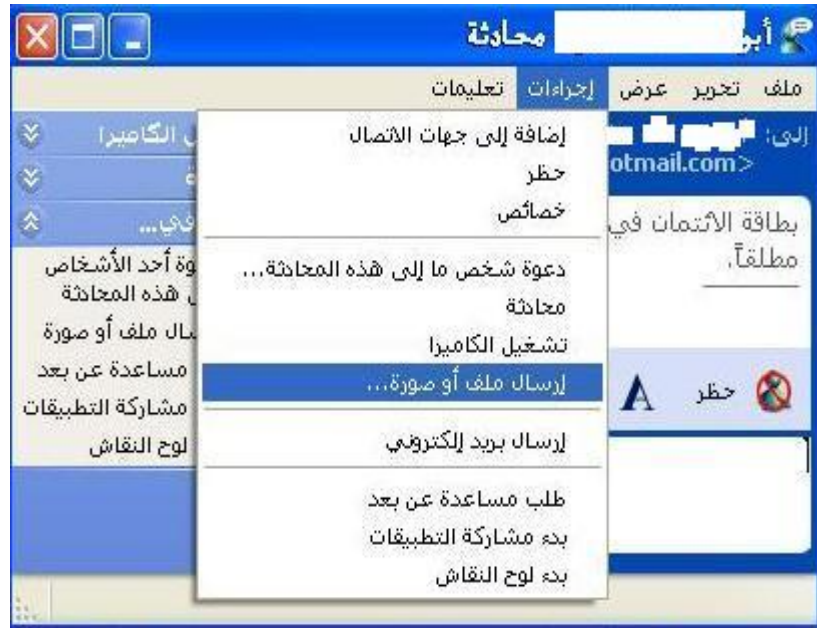 محادثة
ملف تحرير عرض إجراءات تعليمات
إلى:
<otmail.com
بطاقة الائتمان في
مطلقاً.
حظر
A
إضافة إلى جهات الاتصال
حظر
خصائص
دعوة شخص ما إلى هذه المحادثة...
محادثة
تشغيل الكاميرا
إرسال ملف أو صورة...
إرسال بريد إلكتروني
طلب مساعدة عن بعد
بدء مشاركة التطبيقات
بدء لوح النقاش
الكاميرا
في...
أحد الأشخاص
هذه المحادثة
ملف أو صورة
مساعدة عن بعد
مشاركة التطبيقات
لوح النقاش